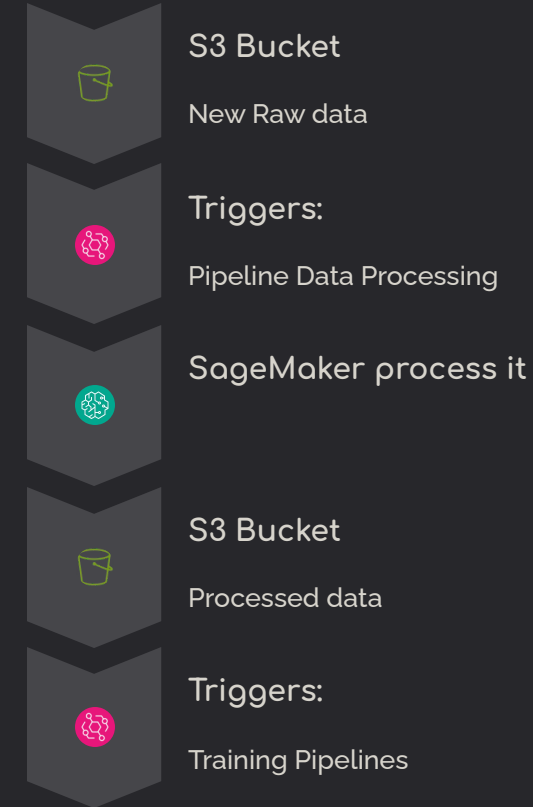 S3 Bucket
New Raw data
Triggers:
Pipeline Data Processing
SageMaker process it
S3 Bucket
Processed data
Triggers:
Training Pipelines